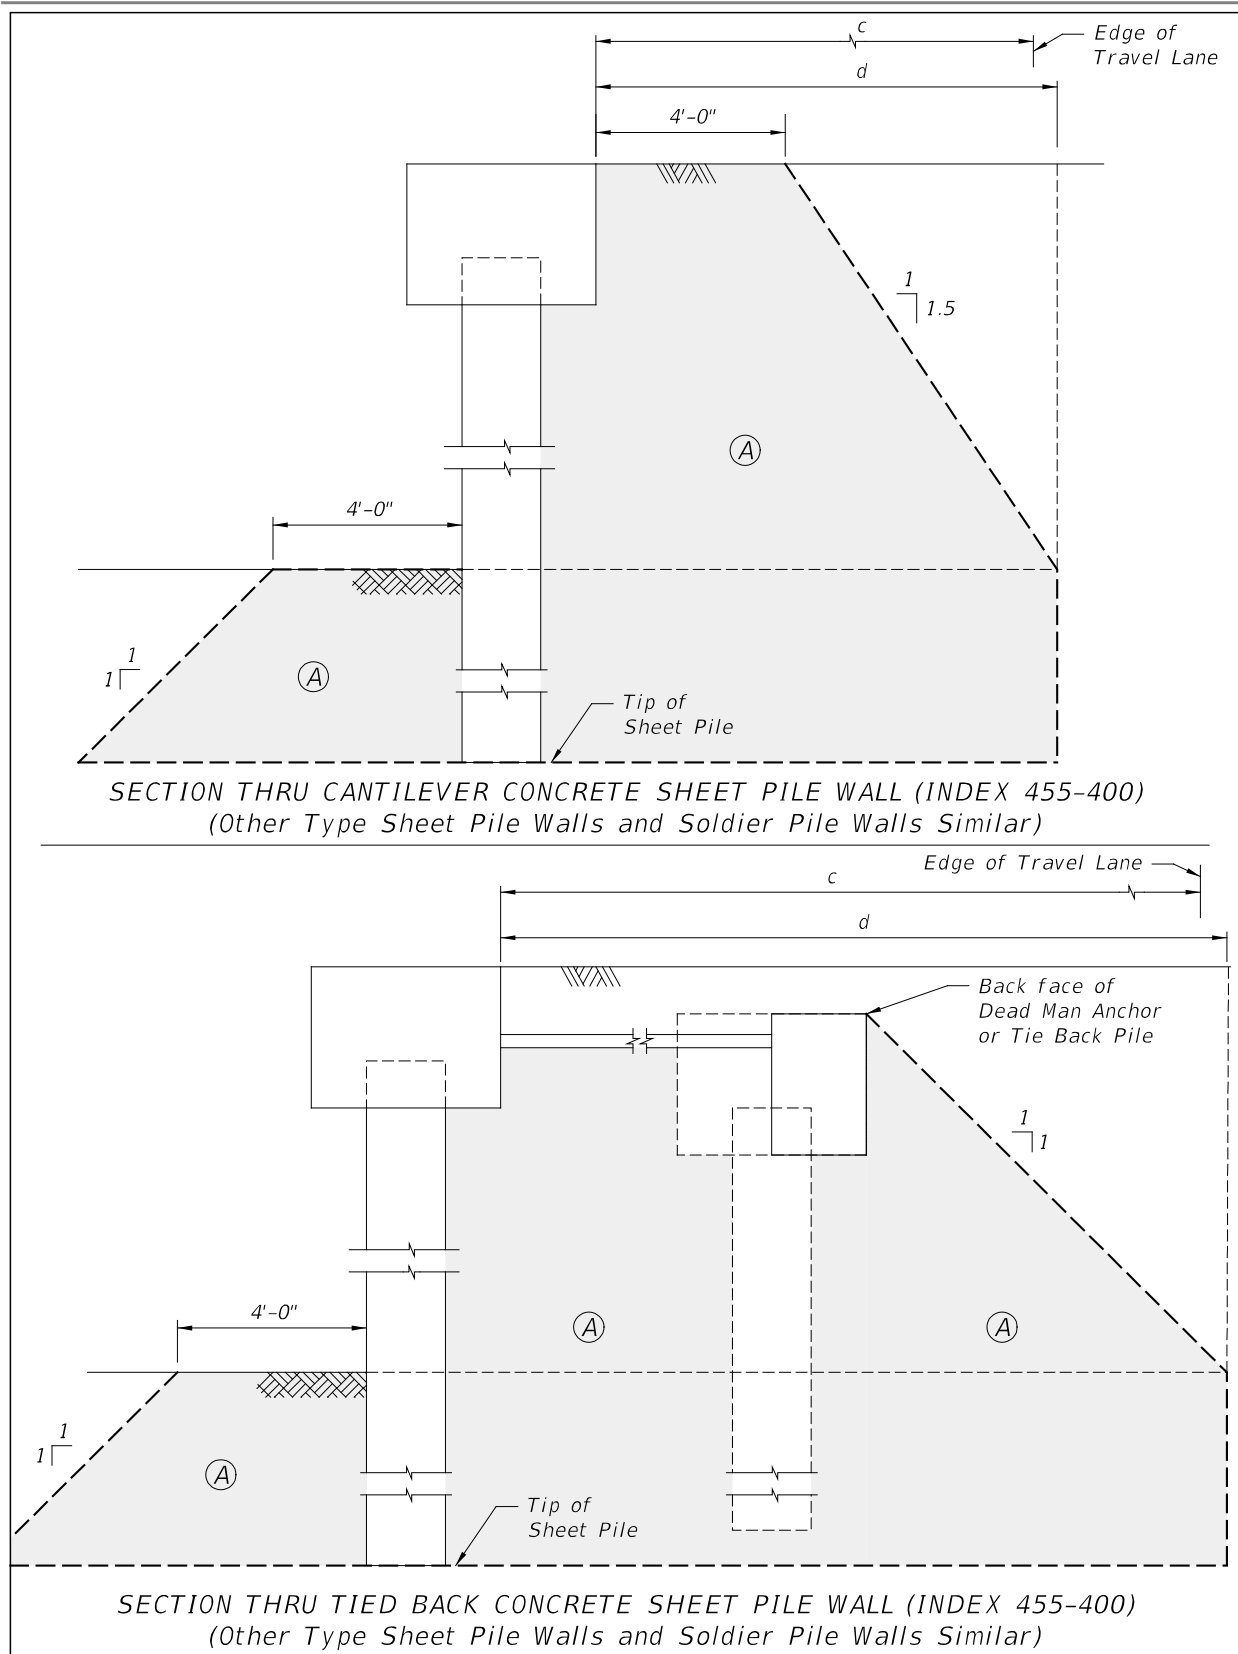 c
Edge of
Travel Lane
d
4'-0"
1
1.5
A
4'-0"
1
1
A
Tip of
Sheet Pile
SECTION THRU CANTILEVER CONCRETE SHEET PILE WALL (INDEX 455-400)
(Other Type Sheet Pile Walls and Soldier Pile Walls Similar)
Edge of Travel Lane
c
d
Back face of
Dead Man Anchor
or Tie Back Pile
1
1
4'-0"
A
A
1
1
A
Tip of
Sheet Pile
SECTION THRU TIED BACK CONCRETE SHEET PILE WALL (INDEX 455-400)
(Other Type Sheet Pile Walls and Soldier Pile Walls Similar)